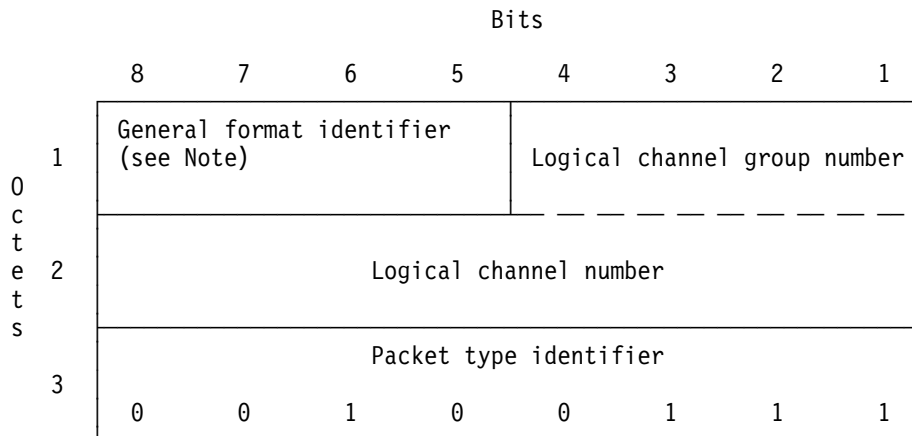 Bits
8 7 6 5 4 3 2 1
General format identifier
(see Note)
Logical channel group number
1
Octets
2
Logical channel number
Packet type identifier
3
0 0 1 0 0 1 1 1